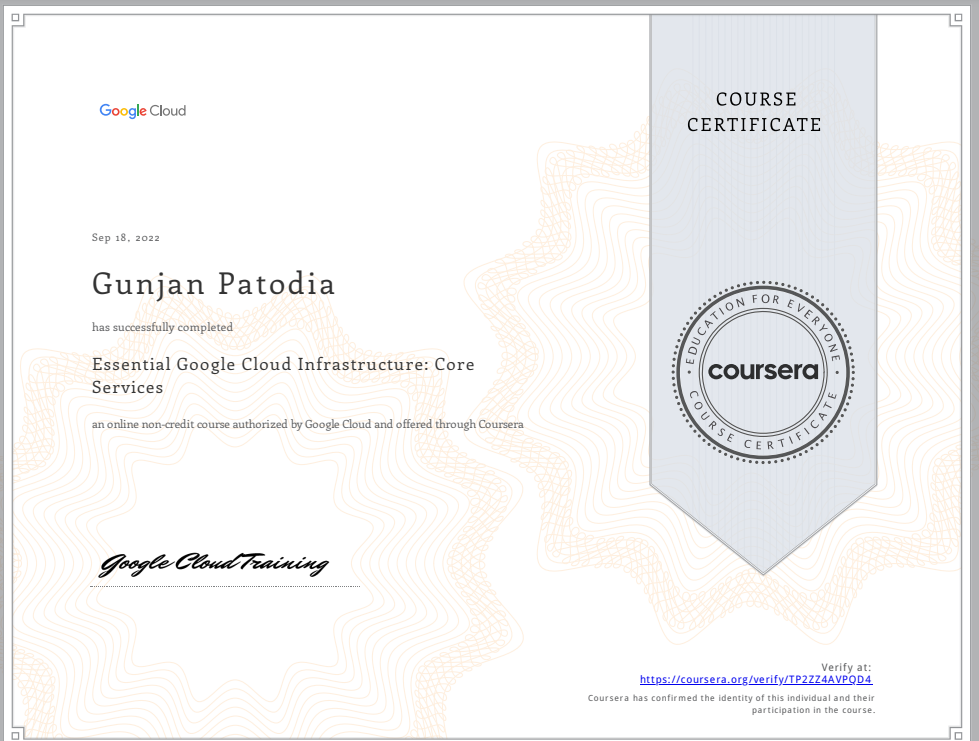 Google Cloud
COURSE
CERTIFICATE
Sep 18, 2022
Gunjan Patodia
has successfully completed
Essential Google Cloud Infrastructure: Core
Services
an online non-credit course authorized by Google Cloud and offered through Coursera
EDUCATION FOR EVERYONE
coursera
COURSE CERTIFICATE
Google Cloud Training
Verify at:
https://coursera.org/verify/TP2ZZ4AVPQD4
Coursera has confirmed the identity of this individual and their
participation in the course.